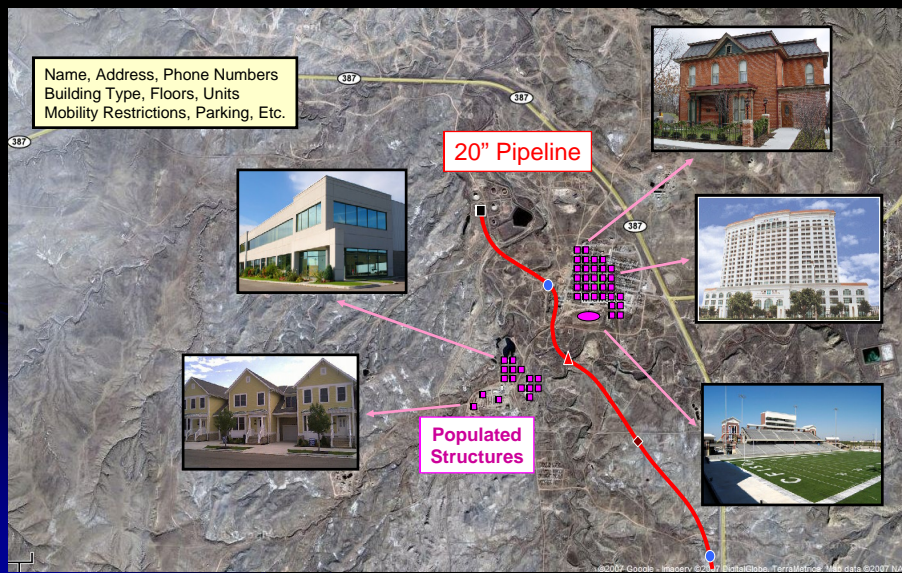 Name, Address, Phone Numbers
Building Type, Floors, Units
Mobility Restrictions, Parking, Etc.
387
387
387
20” Pipeline
387
Populated
Structures
©2007 Google - Imagery ©2007 DigitalGlobe, TerraMetrics, Map data ©2007 NA